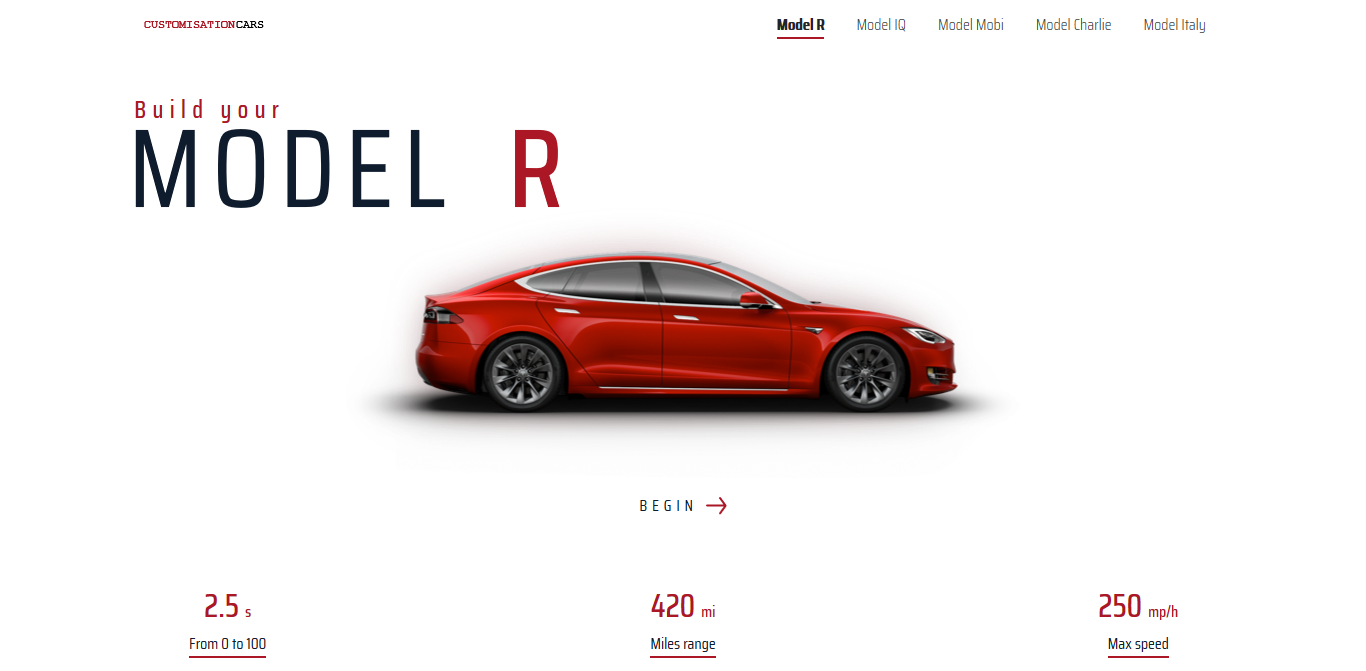 CUSTOMISATIONCARS
Model R Model IQ Model Mobi Model Charlie Model Italy
Build your
MODEL R
BEGIN
2.5 s 420 mi 250 mp/h
From 0 to 100 Miles range Max speed